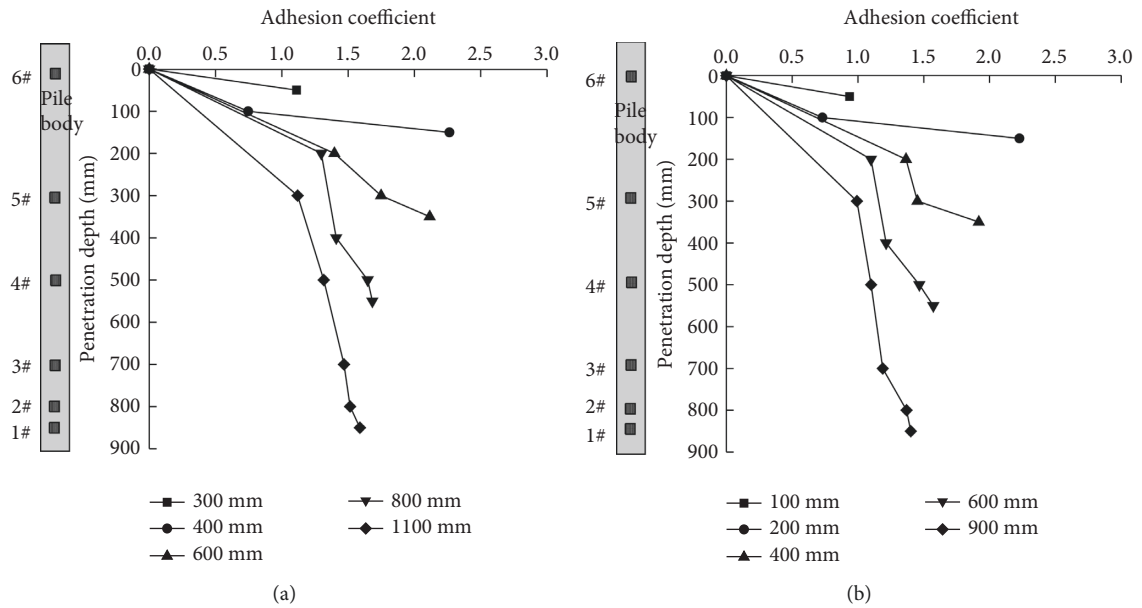 Adhesion coefficient
0.0 0.5 1.0 1.5 2.0 2.5 3.0
0
100
200
300
400
500
600
700
800
900
Penetration depth (mm)
6#
Pile
body
5#
4#
3#
2#
1#
300 mm
400 mm
600 mm
800 mm
1100 mm
(a)
Adhesion coefficient
0.0 0.5 1.0 1.5 2.0 2.5 3.0
0
100
200
300
400
500
600
700
800
900
Penetration depth (mm)
6#
Pile
body
5#
4#
3#
2#
1#
100 mm
200 mm
400 mm
600 mm
900 mm
(b)